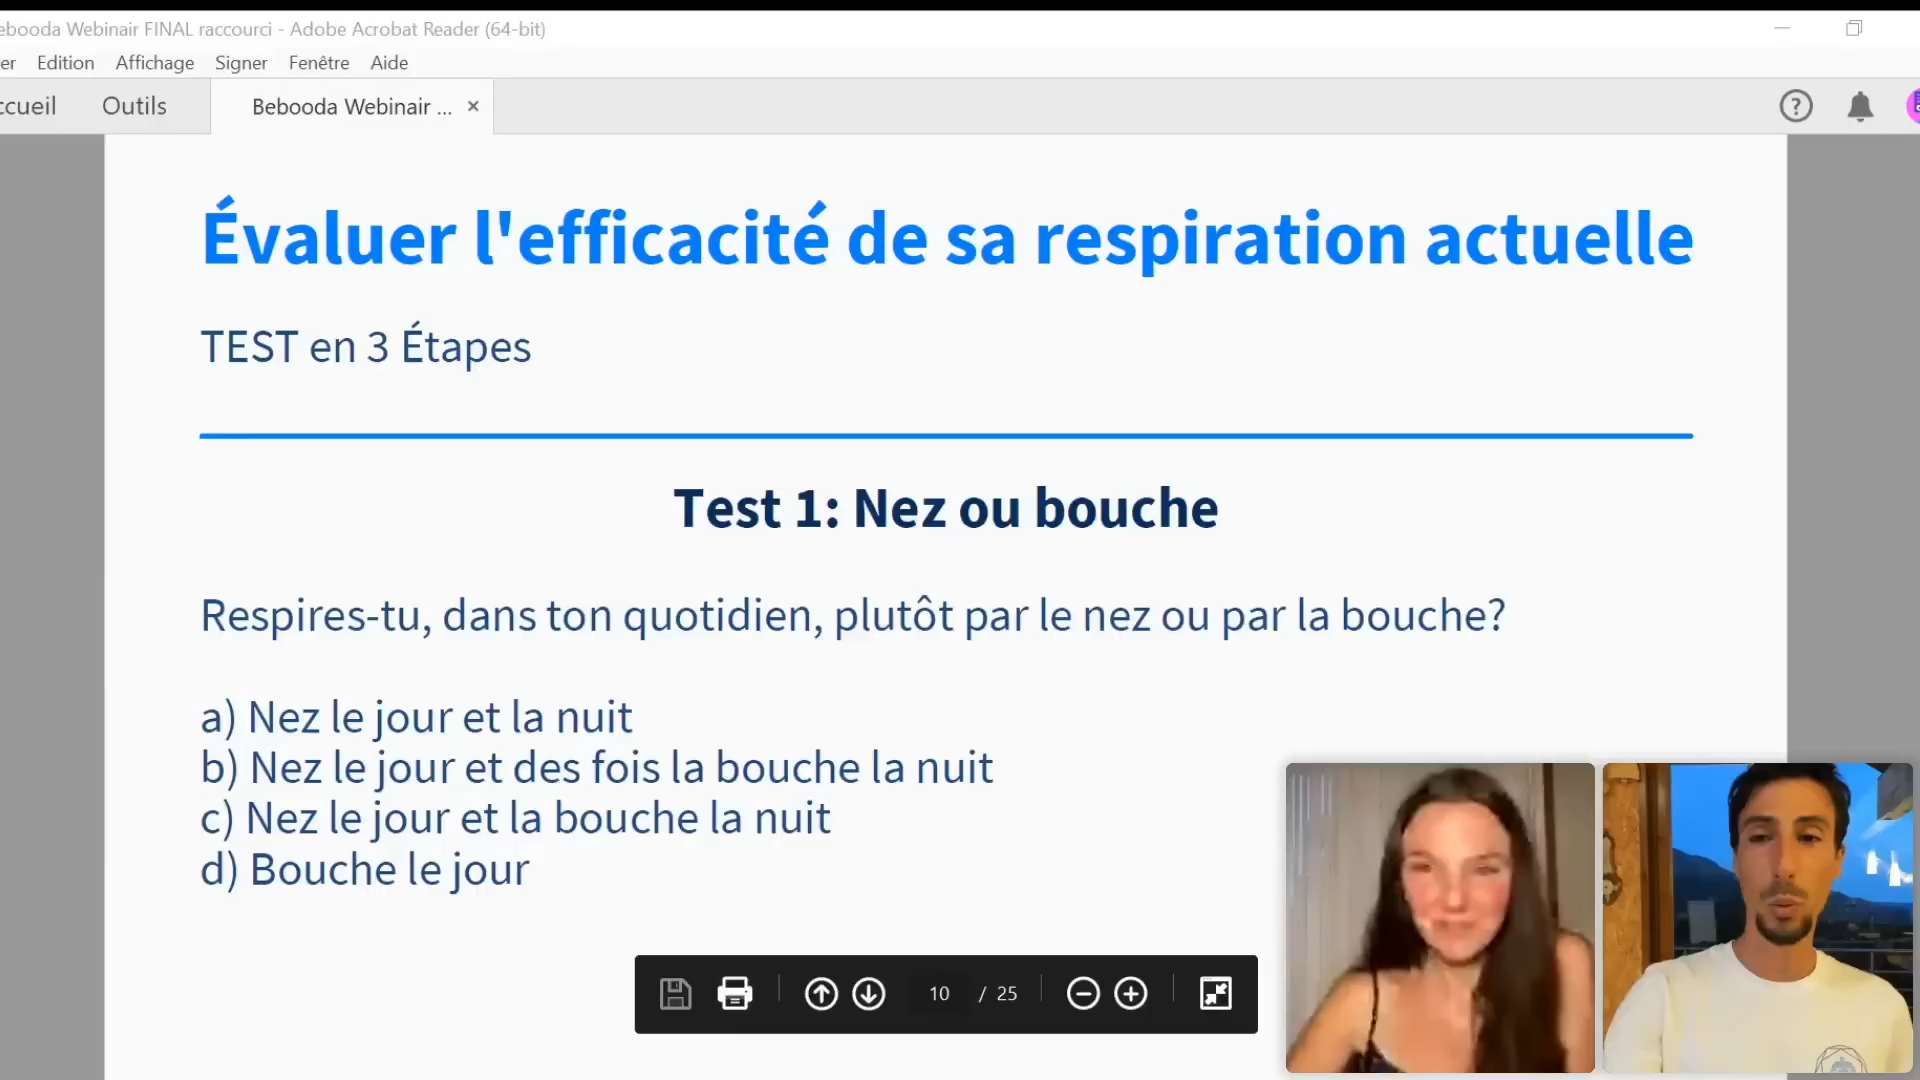 ebooda Webinair FINAL raccourci - Adobe Acrobat Reader (64-bit)
er Edition Affichage Signer Fenêtre Aide
ccueil Outils Bebooda Webinair ...
Évaluer l'efficacité de sa respiration actuelle
TEST en 3 Étapes
Test 1: Nez ou bouche
Respires-tu, dans ton quotidien, plutôt par le nez ou par la bouche?
a) Nez le jour et la nuit
b) Nez le jour et des fois la bouche la nuit
c) Nez le jour et la bouche la nuit
d) Bouche le jour
10 / 25